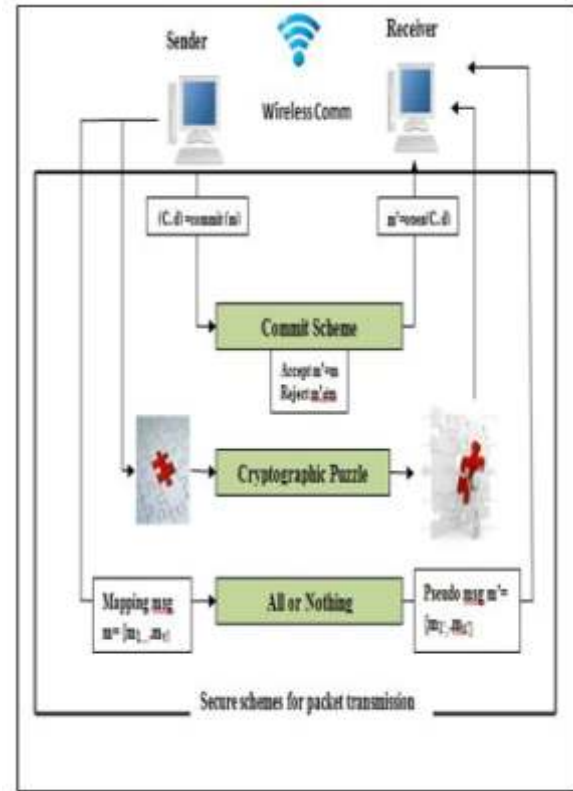 Sender
Receiver
Wireless Comm
(C, d) =commit (m)
m'=open(C, d)
Commit Scheme
Accept m'=m
Reject
Cryptographic Puzzle
Mapping msg
All or Nothing
Pseudo msg m'=
Secure schemes for packet transmission